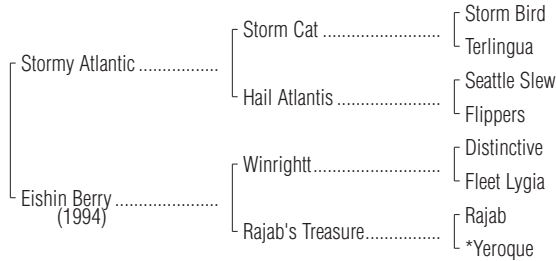 Storm Bird
Storm Cat ........................
Terlingua
Stormy Atlantic ................
Seattle Slew
Hail Atlantis .....................
Flippers
Distinctive
Winrightt..........................
Fleet Lygia
Eishin Berry .....................
(1994)
Rajab
Rajab's Treasure...............
*Yeroque